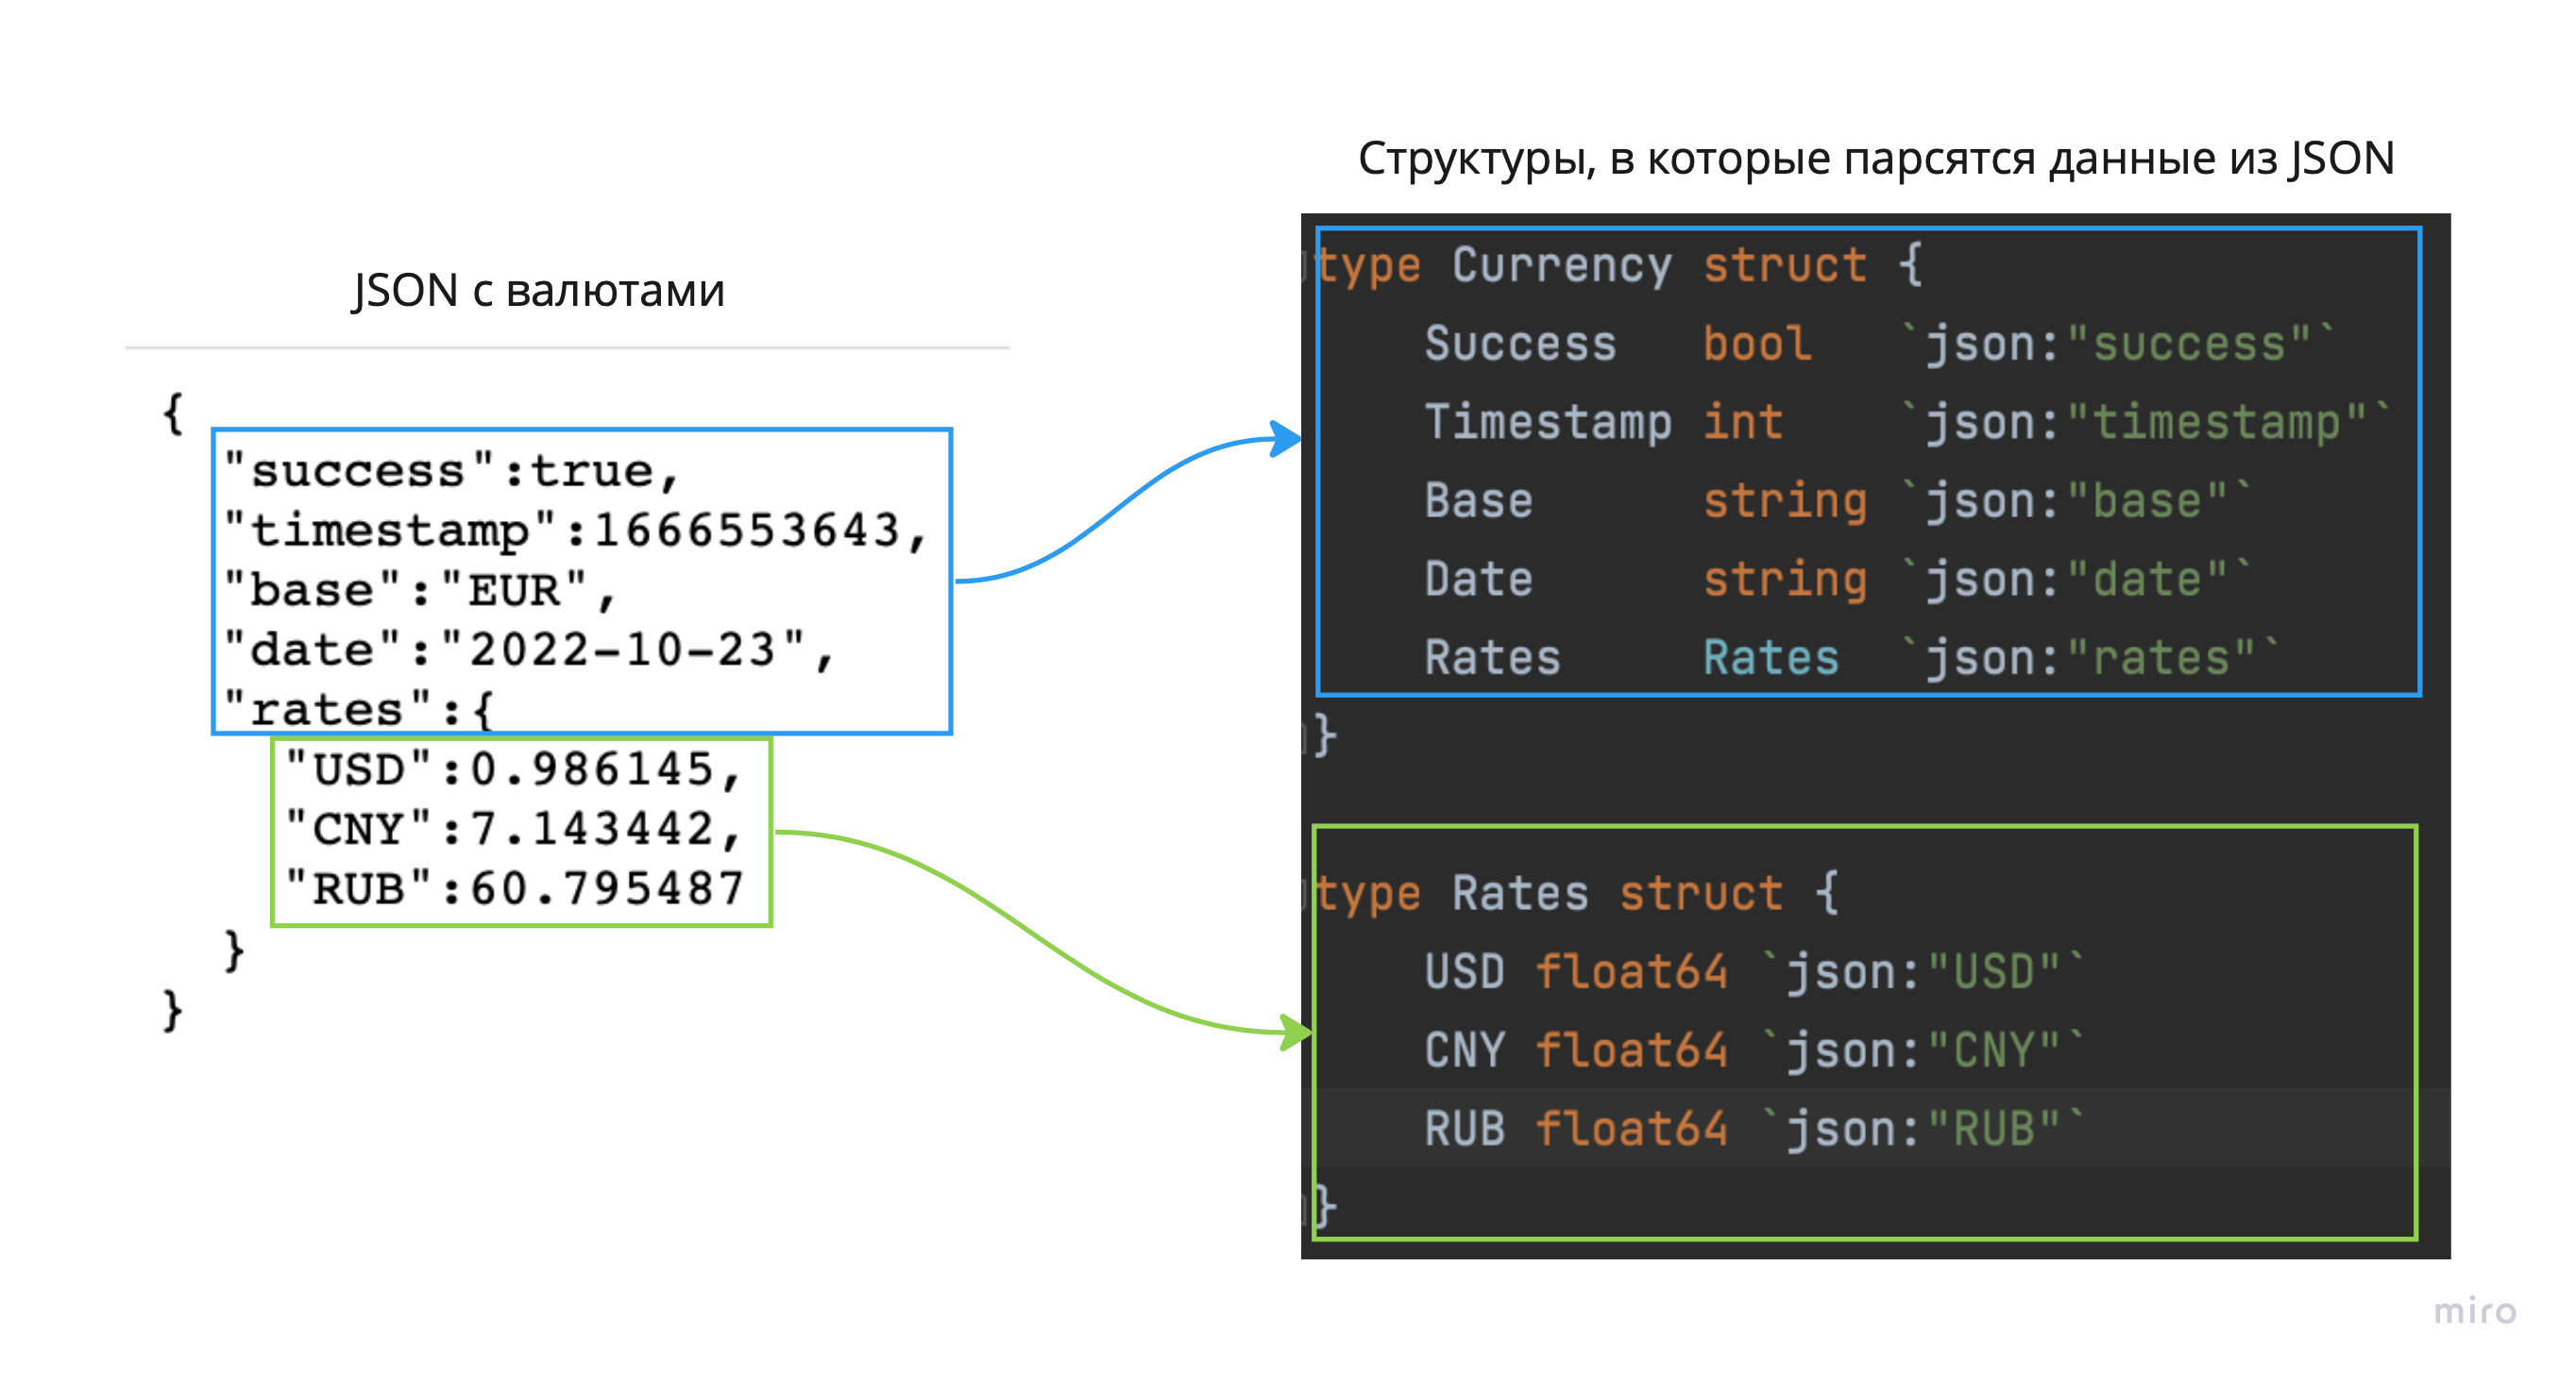 JSON с валютами
{
"success":true,
"timestamp":1666553643,
"base":"EUR",
"date":"2022-10-23",
"rates":{
"USD":0.986145,
"CNY":7.143442,
"RUB":60.795487
}
}
Структуры, в которые парсятся данные из JSON
type Currency struct {
Success bool `json:"success"`
Timestamp int `json:"timestamp"`
Base string `json:"base"`
Date string `json:"date"`
Rates Rates `json:"rates"`
}
type Rates struct {
USD float64 `json:"USD"`
CNY float64 `json:"CNY"`
RUB float64 `json:"RUB"`
}
miro